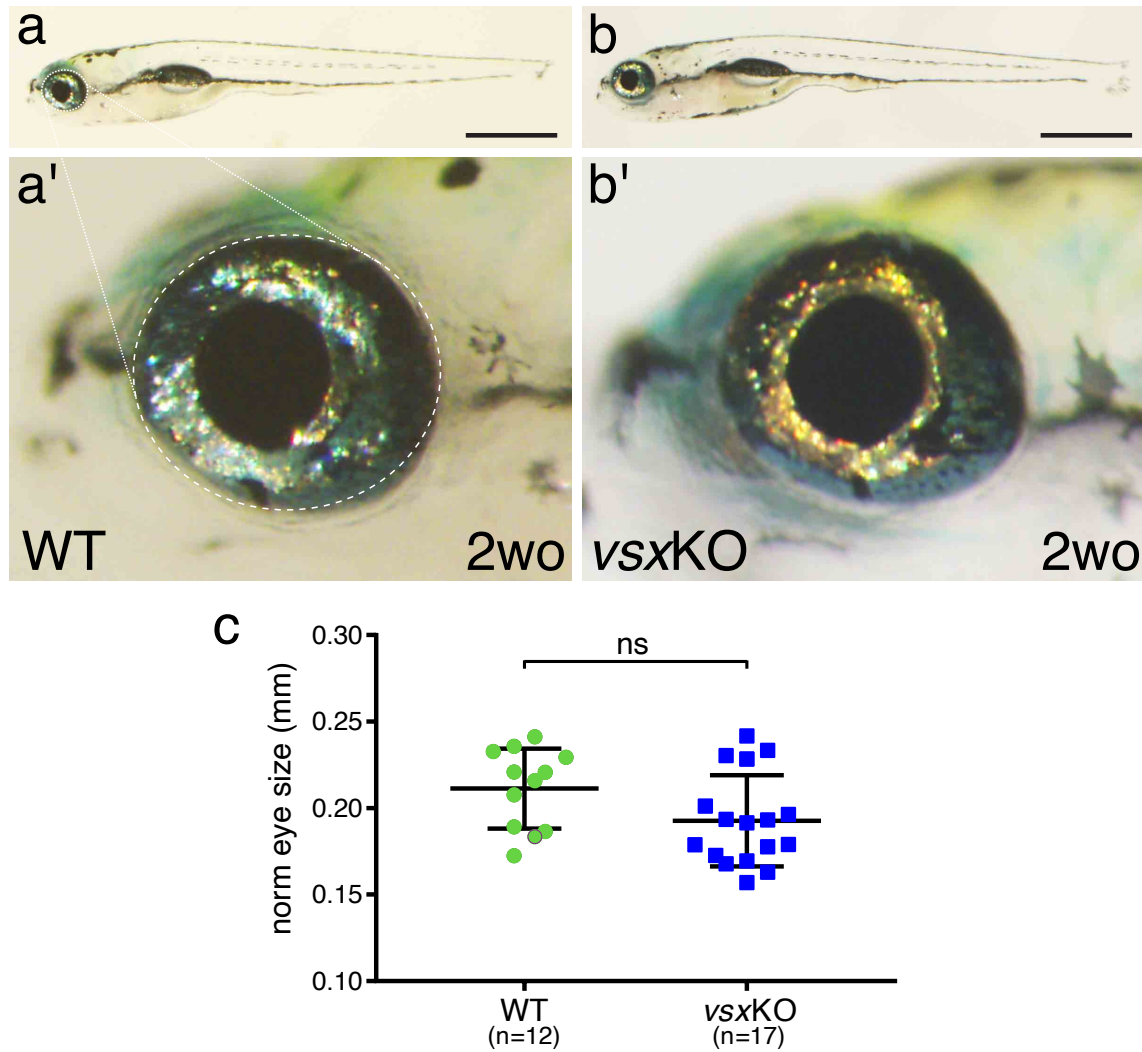 a
b
a'
b'
WT
2wo
vsxKO
2wo
c
norm eye size (mm)
0.30
0.25
0.20
0.15
0.10
ns
WT
(n=12)
vsxKO
(n=17)